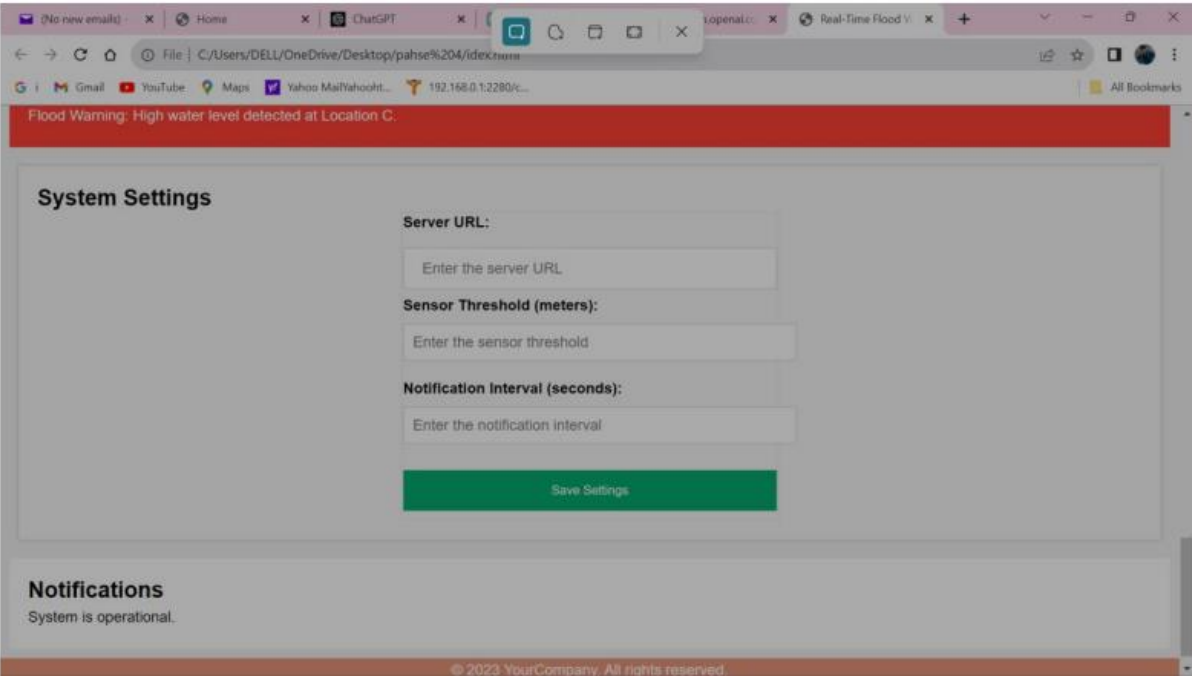 (No new emails) -
Home
ChatGPT
openai.c
Real-Time Flood
File | C:/Users/DELL/OneDrive/Desktop/pahse%204/idex.html
G
Gmail
YouTube
Maps
Yahoo MailYahooht...
192.168.0.1:2280/c...
All Bookmarks
Flood Warning: High water level detected at Location C.
System Settings
Server URL:
Enter the server URL
Sensor Threshold (meters):
Enter the sensor threshold
Notification Interval (seconds):
Enter the notification interval
Save Settings
Notifications
System is operational.
© 2023 YourCompany. All rights reserved.